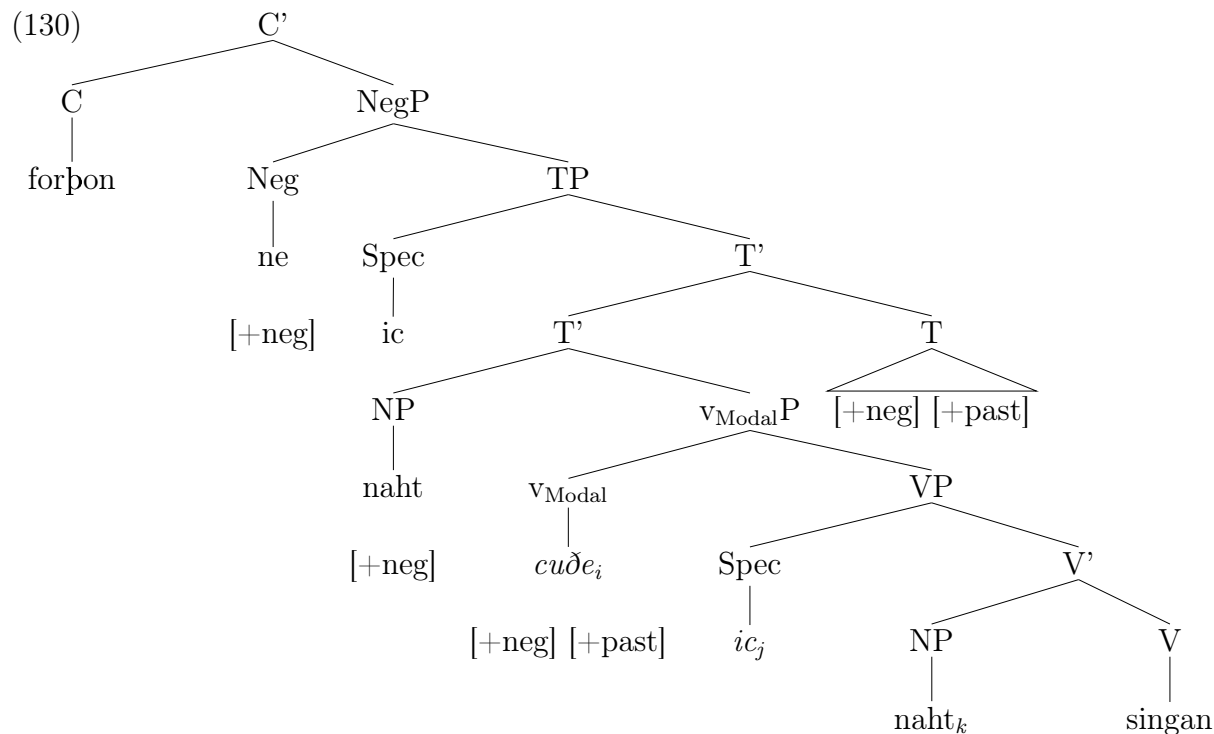 (130) C'
C NegP
forþon Neg TP
ne Spec T'
[+neg] ic T' T
NP v_Modal P [+neg] [+past]
naht v_Modal VP
[+neg] cuðe_i Spec V'
[+neg] [+past] ic_j NP V
naht_k singan